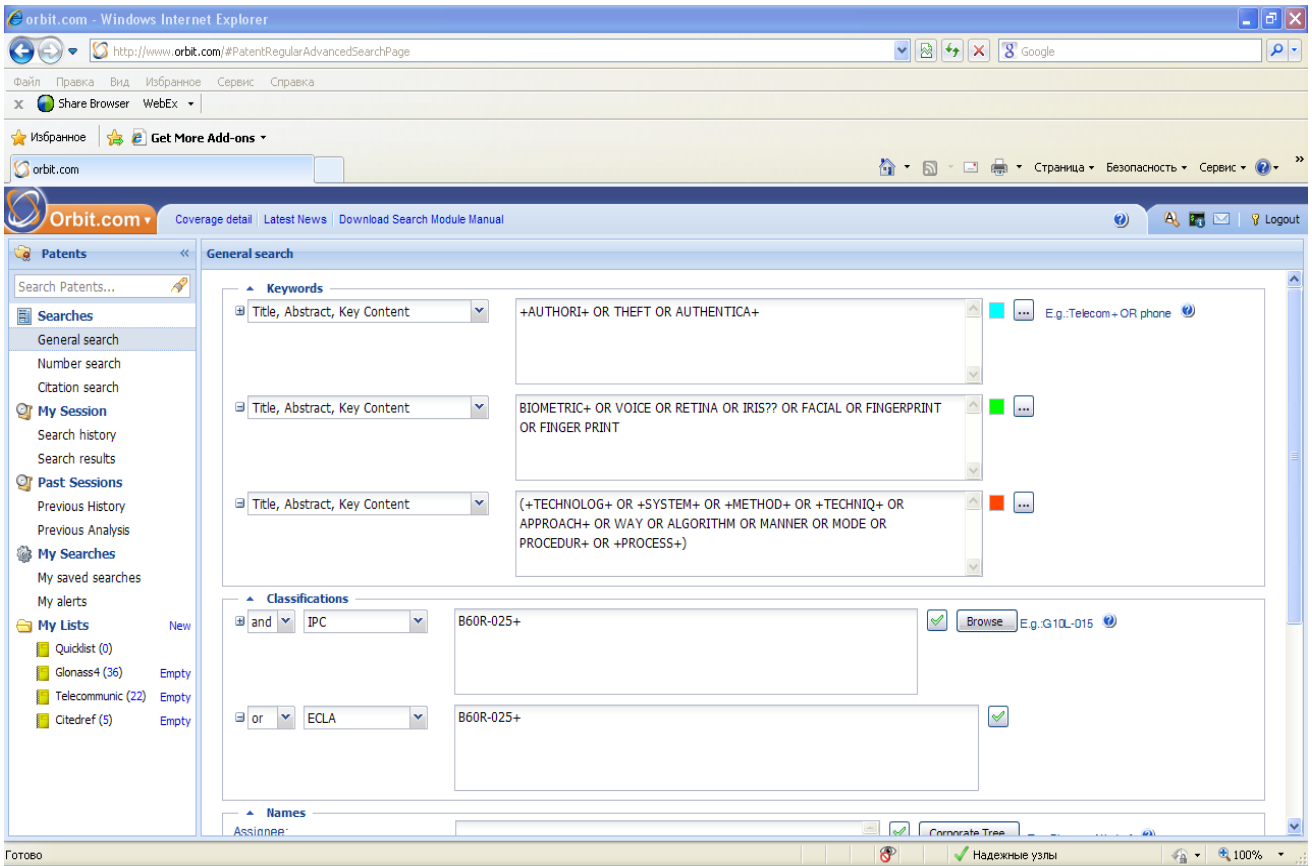 orbit.com - Windows Internet Explorer
http://www.orbit.com/#PatentRegularAdvancedSearchPage
Google
Файл Правка Вид Избранное Сервис Справка
x Share Browser WebEx
Избранное Get More Add-ons
orbit.com
Страница Безопасность Сервис
Orbit.com
Coverage detail Latest News Download Search Module Manual
Logout
Patents «
General search
Search Patents...
Keywords
Title, Abstract, Key Content
+AUTHORI+ OR THEFT OR AUTHENTICA+
... E.g.:Telecom+ OR phone
Searches
General search
Number search
Citation search
Title, Abstract, Key Content
BIOMETRIC+ OR VOICE OR RETINA OR IRIS?? OR FACIAL OR FINGERPRINT
OR FINGER PRINT
...
My Session
Search history
Search results
Past Sessions
Previous History
Previous Analysis
Title, Abstract, Key Content
(+TECHNOLOG+ OR +SYSTEM+ OR +METHOD+ OR +TECHNIQ+ OR
APPROACH+ OR WAY OR ALGORITHM OR MANNER OR MODE OR
PROCEDUR+ OR +PROCESS+)
...
My Searches
My saved searches
My alerts
Classifications
and IPC
B60R-025+
Browse E.g.:G10L-015
My Lists New
Quicklist (0)
Glonass4 (36) Empty
Telecommunic (22) Empty
Citedref (5) Empty
or ECLA
B60R-025+
Names
Assignee:
Corporate Tree
Готово
Надежные узлы
100%